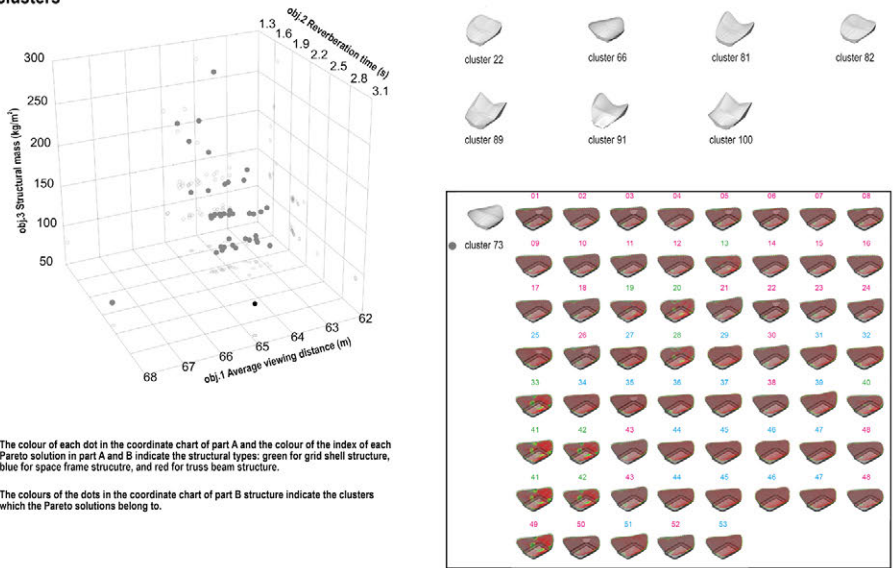 clusters
obj.2 Reverberation time (s)
1.3
1.6
1.9
2.2
2.5
2.8
3.1
300
250
200
150
100
50
obj.3 Structural mass (kg/m²)
68 67 66 65 64 63 62
obj.1 Average viewing distance (m)
The colour of each dot in the coordinate chart of part A and the colour of the index of each
Pareto solution in part A and B indicate the structural types: green for grid shell structure,
blue for space frame strucutre, and red for truss beam structure.
The colours of the dots in the coordinate chart of part B structure indicate the clusters
which the Pareto solutions belong to.
cluster 22 cluster 66 cluster 81 cluster 82
cluster 89 cluster 91 cluster 100
cluster 73
01 02 03 04 05 06 07 08
09 10 11 12 13 14 15 16
17 18 19 20 21 22 23 24
25 26 27 28 29 30 31 32
33 34 35 36 37 38 39 40
41 42 43 44 45 46 47 48
41 42 43 44 45 46 47 48
49 50 51 52 53